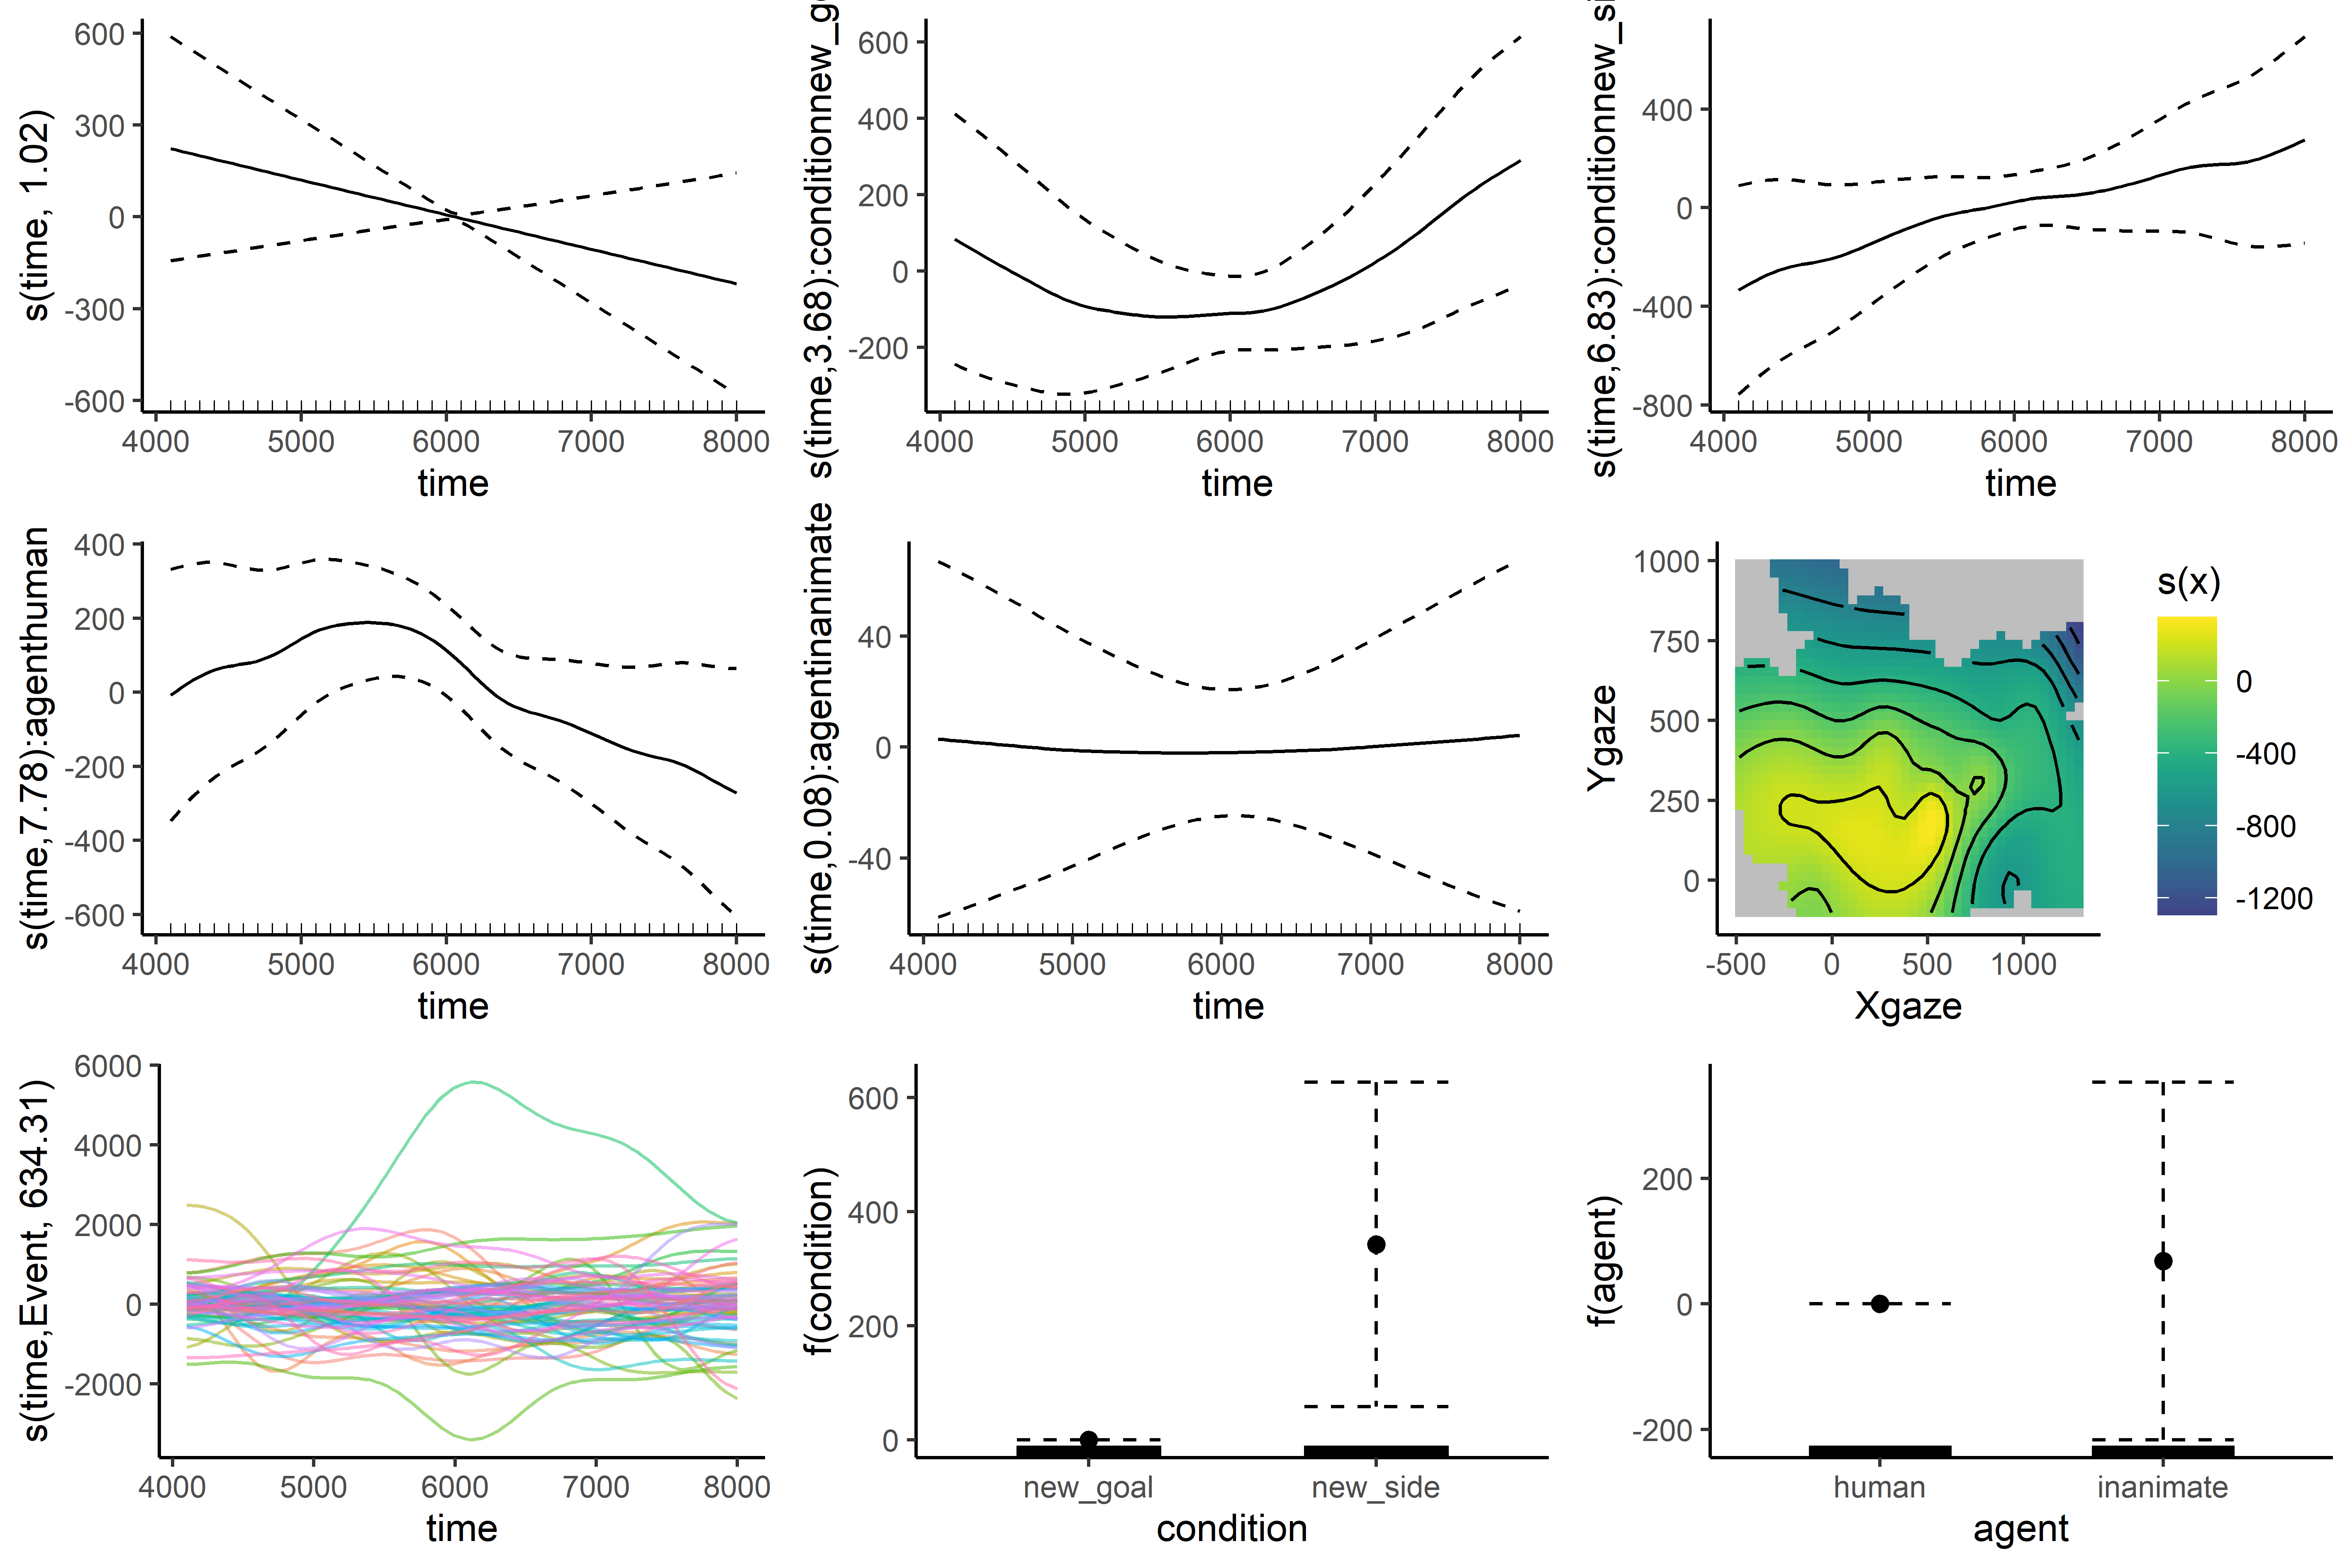 s(time, 1.02)
600
300
0
-300
-600
4000 5000 6000 7000 8000
time
s(time,3.68):conditionnew_g
600
400
200
0
-200
4000 5000 6000 7000 8000
time
s(time,6.83):conditionnew_si
400
0
-400
-800
4000 5000 6000 7000 8000
time
s(time,7.78):agenthuman
400
200
0
-200
-400
-600
4000 5000 6000 7000 8000
time
s(time,0.08):agentinanimate
40
0
-40
4000 5000 6000 7000 8000
time
Ygaze
1000
750
500
250
0
-500 0 500 1000
Xgaze
s(x)
0
-400
-800
-1200
s(time,Event, 634.31)
6000
4000
2000
0
-2000
4000 5000 6000 7000 8000
time
f(condition)
600
400
200
0
new_goal new_side
condition
f(agent)
200
0
-200
human inanimate
agent